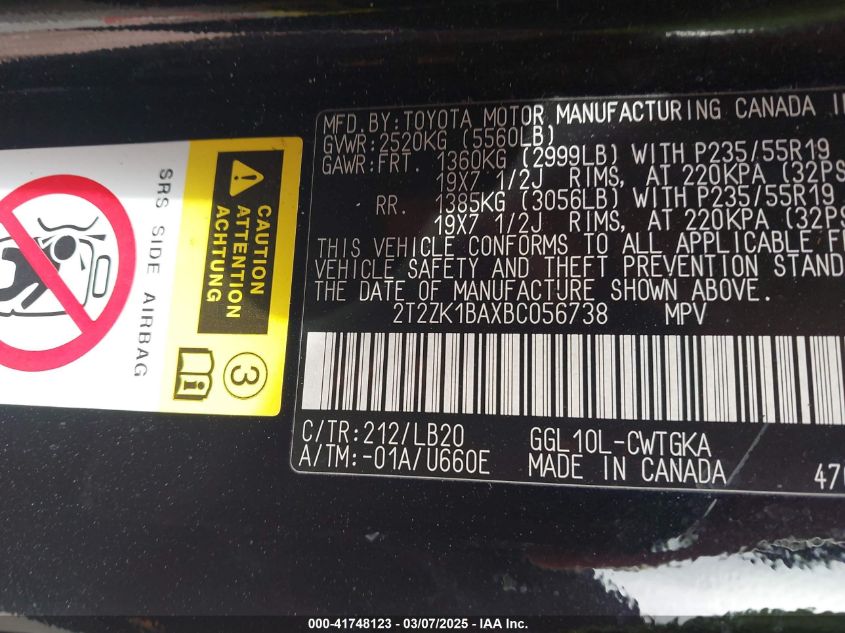 MFD.BY:TOYOTA MOTOR MANUFACTURING CANADA
GVWR:2520KG (5560LB)
GAWR:FRT. 1360KG (2999LB) WITH P235/55R19
19X7 1/2J RIMS, AT 220KPA (32PS
RR. 1385KG (3056LB) WITH P235/55R19
19X7 1/2J RIMS, AT 220KPA (32PS
THIS VEHICLE CONFORMS TO ALL APPLICABLE
VEHICLE SAFETY AND THEFT PREVENTION STAND
THE DATE OF MANUFACTURE SHOWN ABOVE.
2T2ZK1BAXBC056738 MPV
C/TR:212/LB20 GGL10L-CWTGKA
A/TM:-01A/U660E MADE IN CANADA
SRS SIDE AIRBAG
CAUTION
ATTENTION
ACHTUNG
3
000-41748123 — 03/07/2025 — IAA Inc.